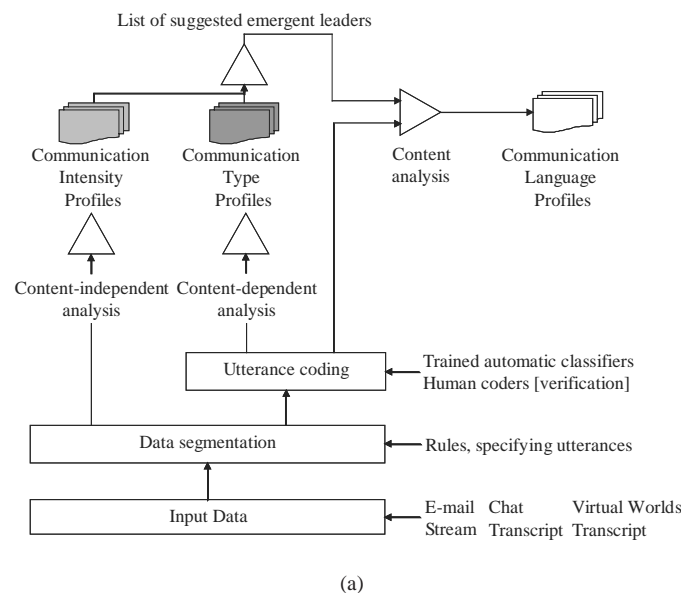 List of suggested emergent leaders
Communication
Intensity
Profiles
Communication
Type
Profiles
Content
analysis
Communication
Language
Profiles
Content-independent
analysis
Content-dependent
analysis
Utterance coding
Trained automatic classifiers
Human coders [verification]
Data segmentation
Rules, specifying utterances
Input Data
E-mail
Stream
Chat
Transcript
Virtual Worlds
Transcript
(a)